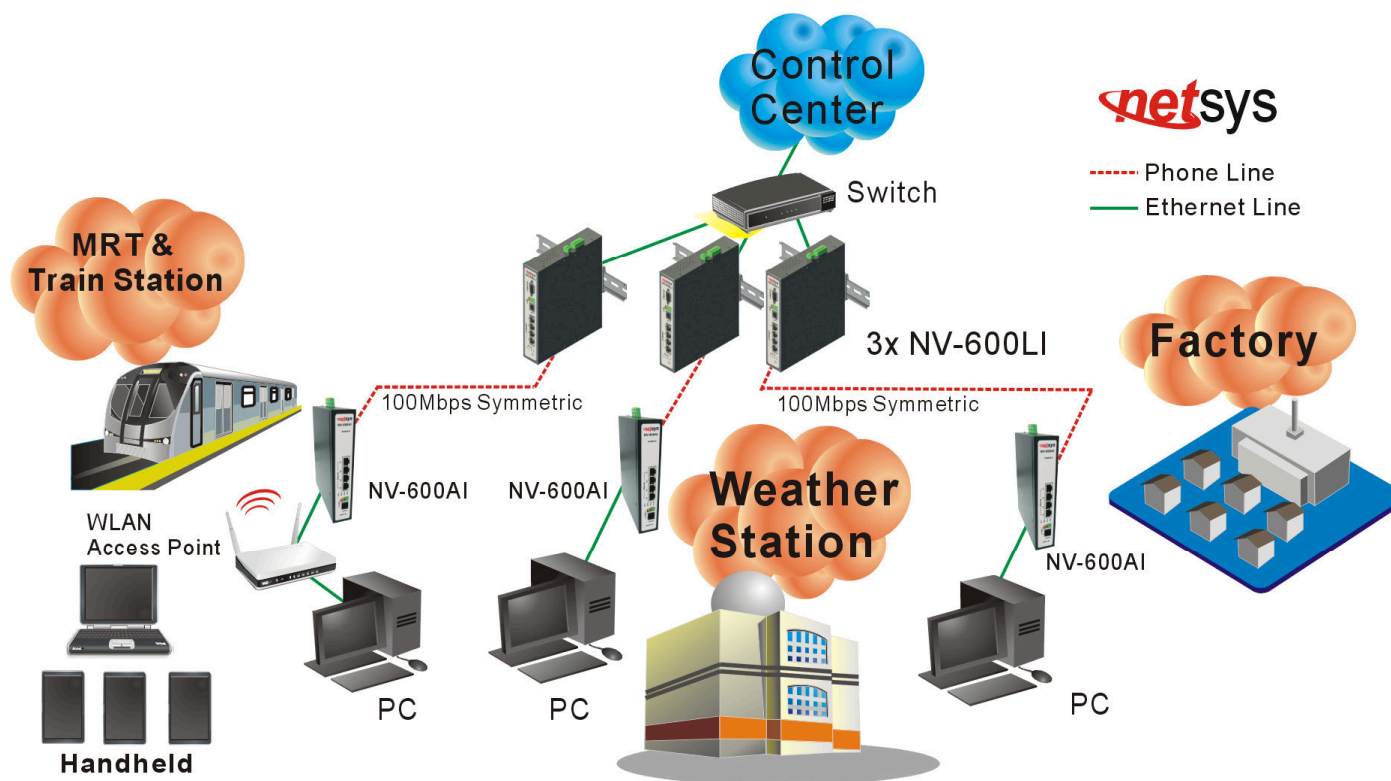 Control
Center
netsys
Phone Line
Ethernet Line
Switch
MRT &
Train Station
3x NV-600LI
Factory
100Mbps Symmetric
100Mbps Symmetric
NV-600AI
NV-600AI
Weather
Station
NV-600AI
WLAN
Access Point
PC
PC
PC
Handheld